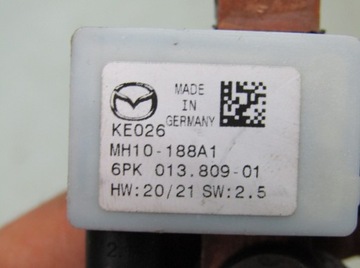 MADE
IN
GERMANY
KE026
MH10-188A1
6PK 013.809-01
HW:20/21 SW:2.5